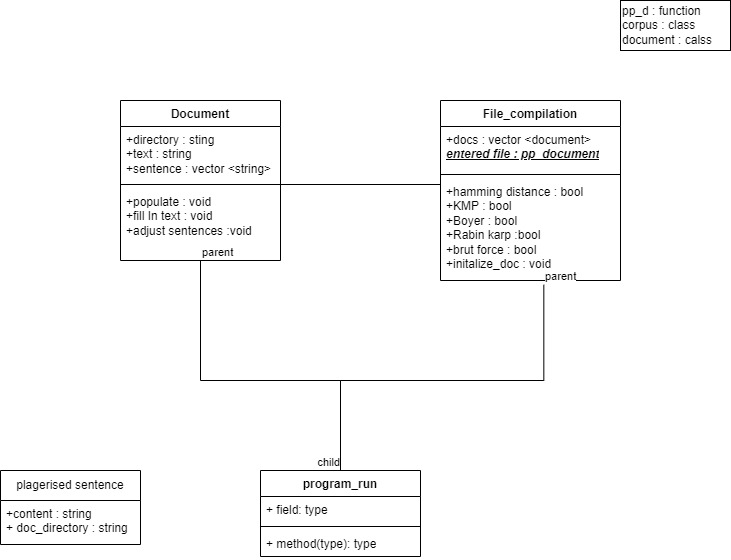 pp_d : function
corpus : class
document : calss
Document
+directory : sting
+text : string
+sentence : vector <string>
+populate : void
+fill In text : void
+adjust sentences :void
parent
File_compilation
+docs : vector <document>
entered file : pp_document
+hamming distance : bool
+KMP : bool
+Boyer : bool
+Rabin karp :bool
+brut force : bool
+initalize_doc : void
parent
child
program_run
+ field: type
+ method(type): type
plagerised sentence
+content : string
+ doc_directory : string